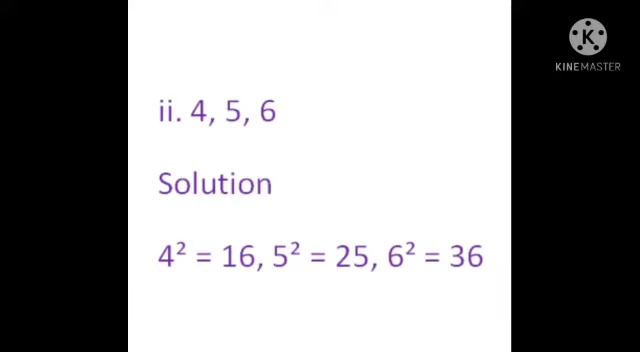 K
KINEMASTER
ii. 4, 5, 6
Solution
4² = 16, 5² = 25, 6² = 36